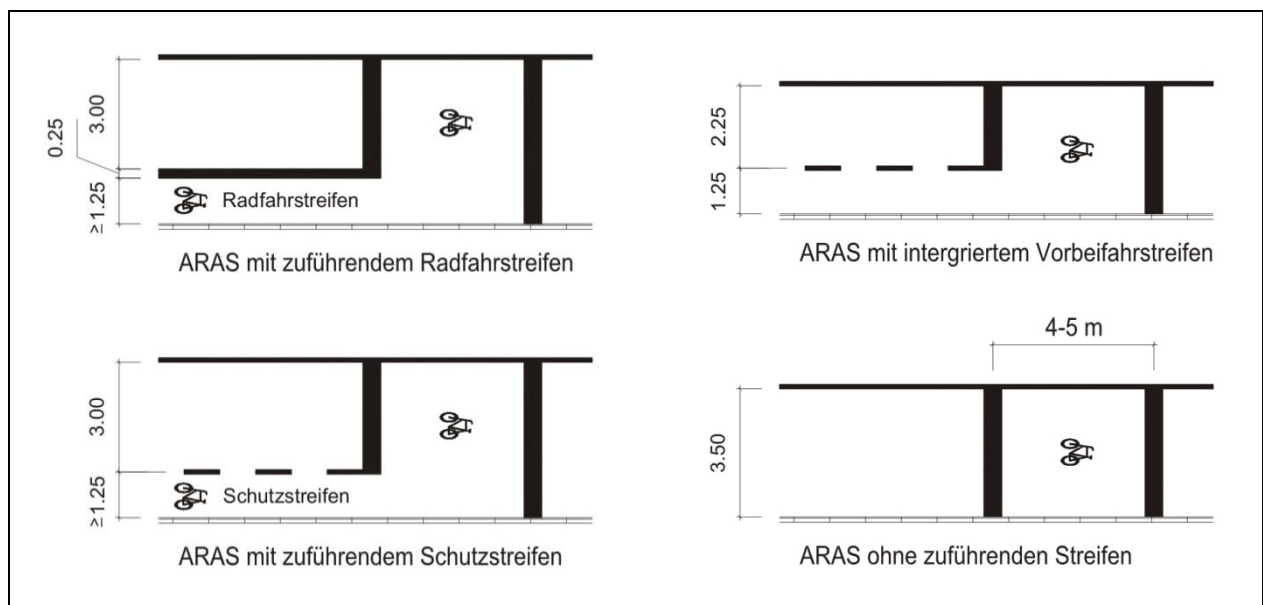 3.00
0.25
≥1.25
Radfahrstreifen
ARAS mit zuführendem Radfahrstreifen
2.25
1.25
ARAS mit intergriertem Vorbeifahrstreifen
3.00
≥1.25
Schutzstreifen
ARAS mit zuführendem Schutzstreifen
4-5 m
3.50
ARAS ohne zuführenden Streifen